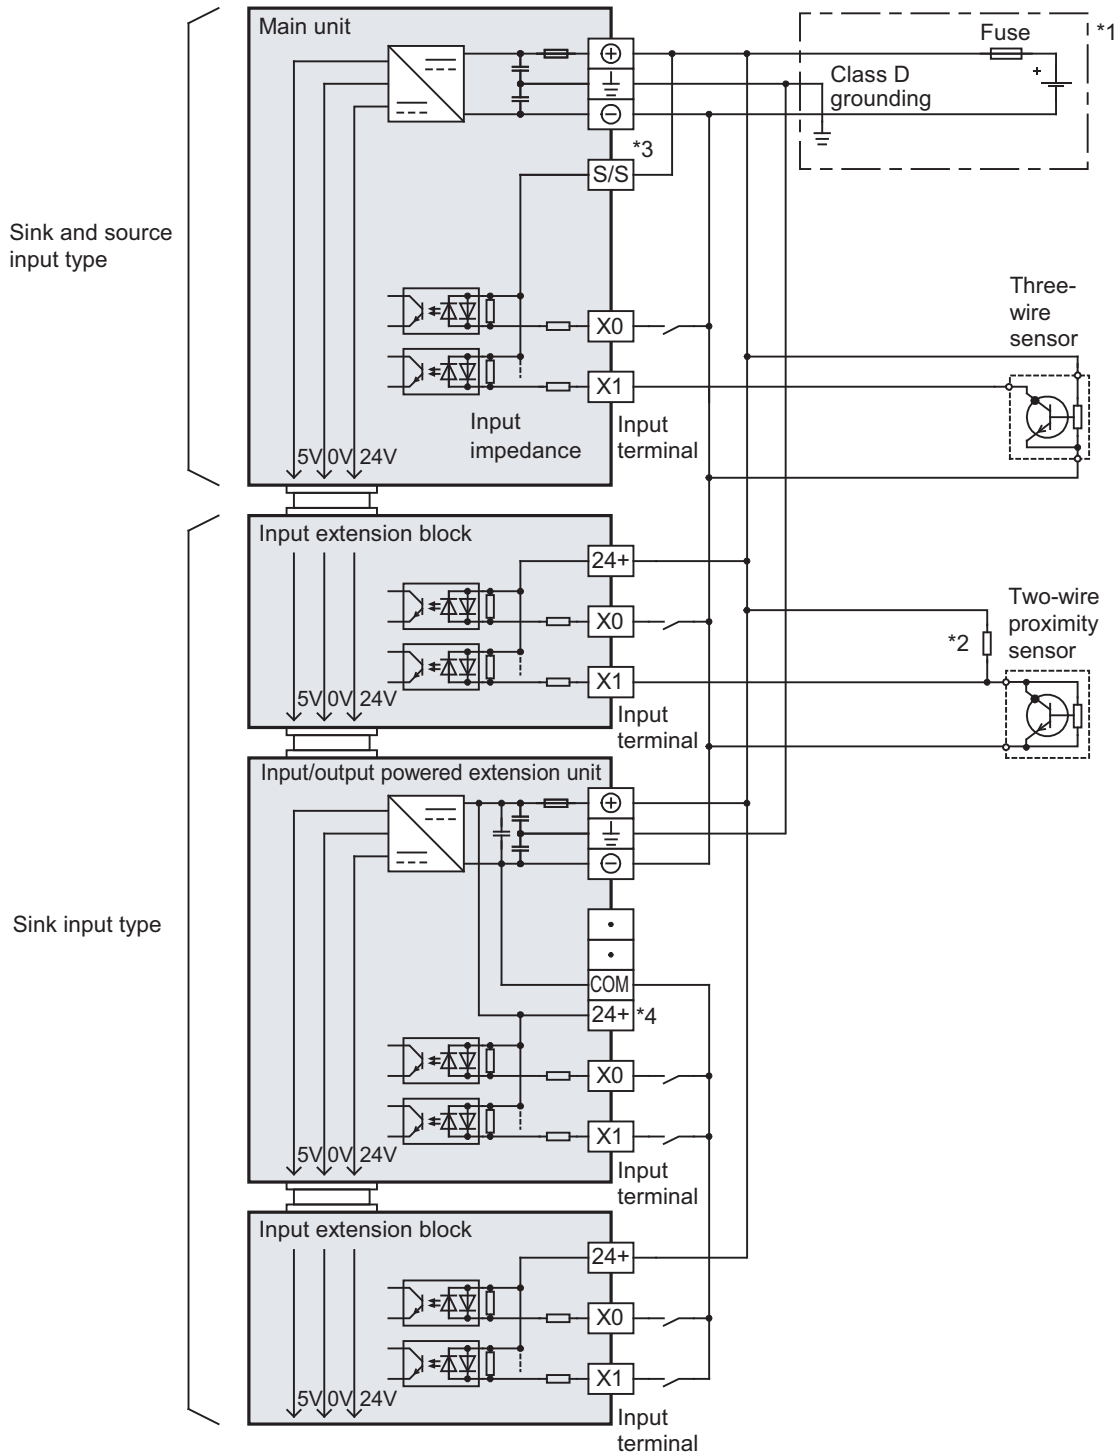 Main unit
Fuse
*1
+
Class D
grounding
*3
S/S
Sink and source
input type
Three-
wire
sensor
X0
X1
Input
impedance
Input
terminal
5V 0V 24V
Input extension block
24+
X0
Two-wire
proximity
sensor
*2
X1
5V 0V 24V
Input
terminal
Input/output powered extension unit
Sink input type
COM
24+ *4
X0
X1
5V 0V 24V
Input
terminal
Input extension block
24+
X0
X1
5V 0V 24V
Input
terminal